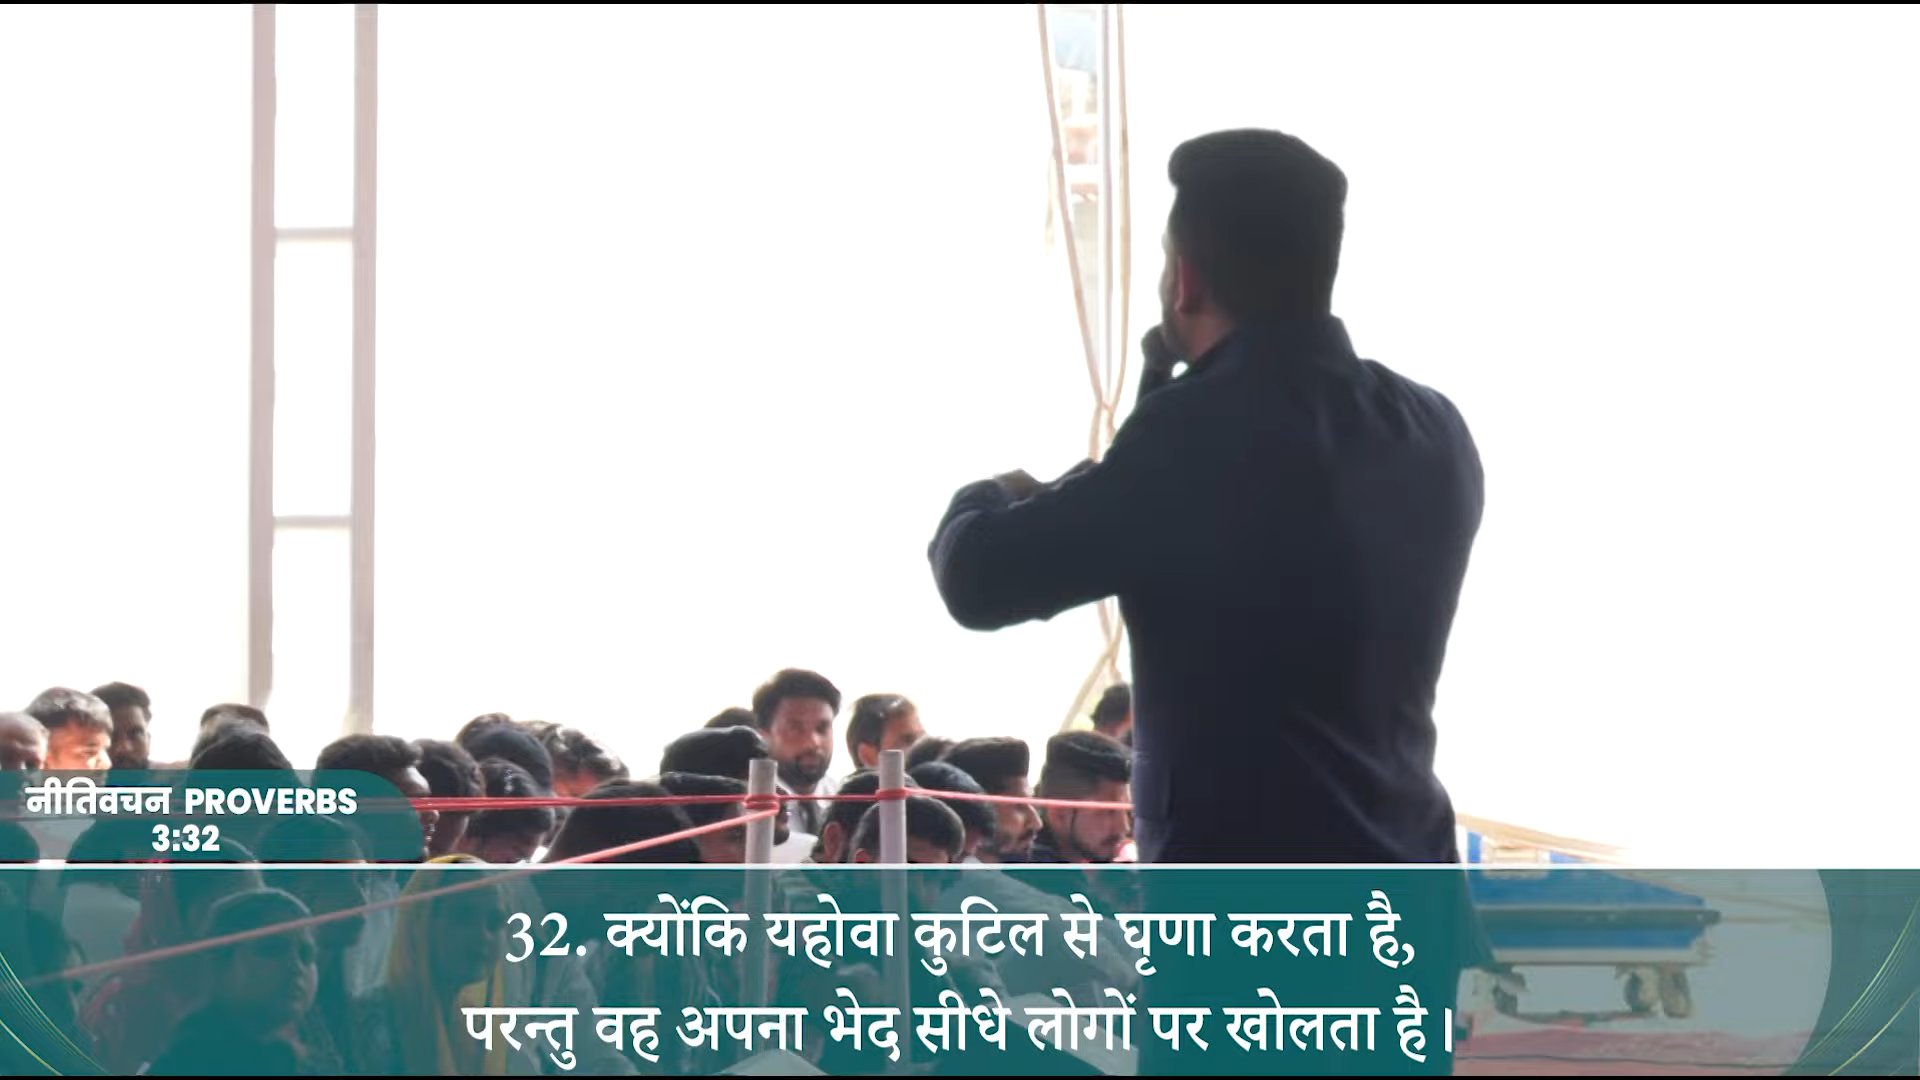 नीतिवचन PROVERBS
3:32
32. क्योंकि यहोवा कुटिल से घृणा करता है,
परन्तु वह अपना भेद सीधे लोगों पर खोलता है।